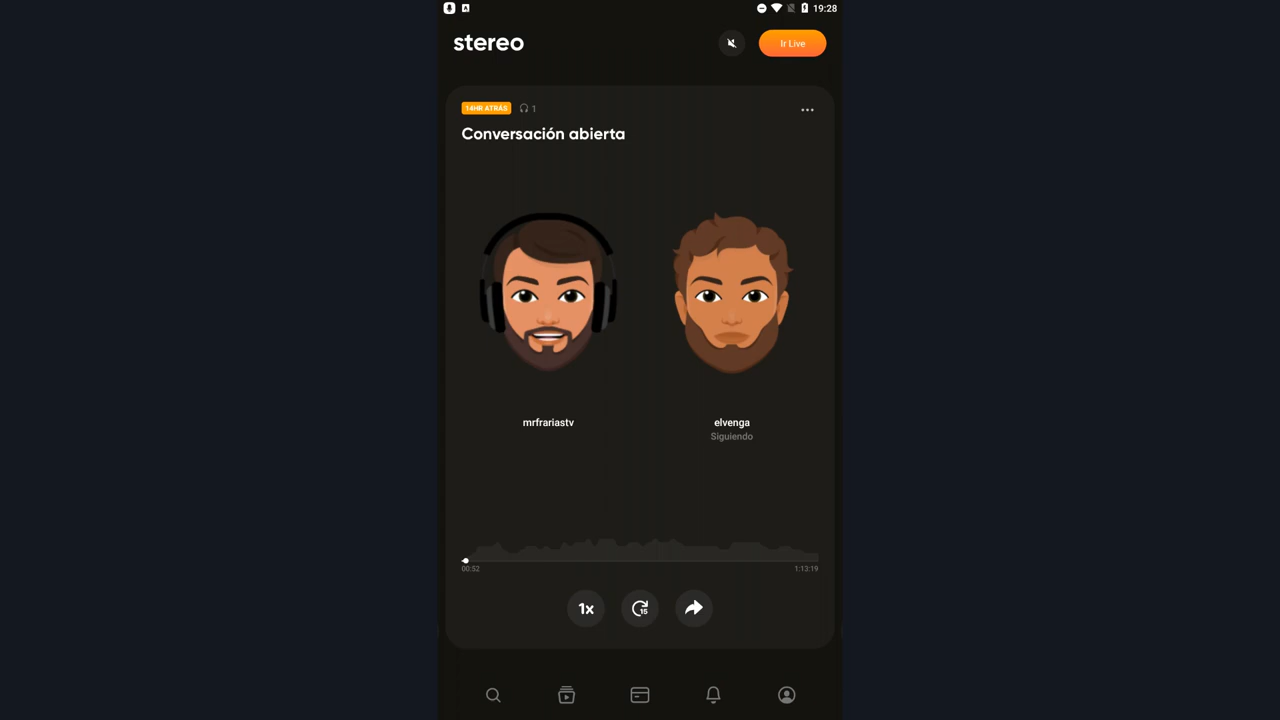 19:28
stereo
Ir Live
14HR ATRÁS 1
Conversación abierta
mrfrariastv
elvenga
Siguiendo
00:52
1:13:19
1x
15